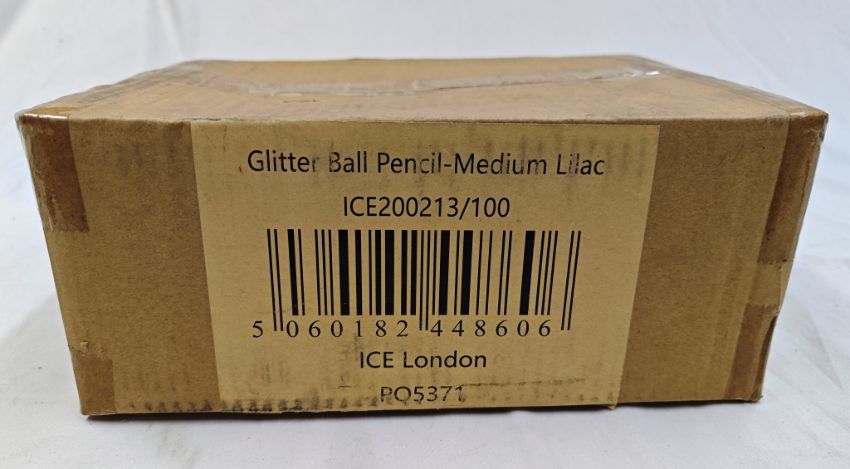 Glitter Ball Pencil-Medium Lilac
ICE200213/100
5 060182 448606
ICE London
PO5371